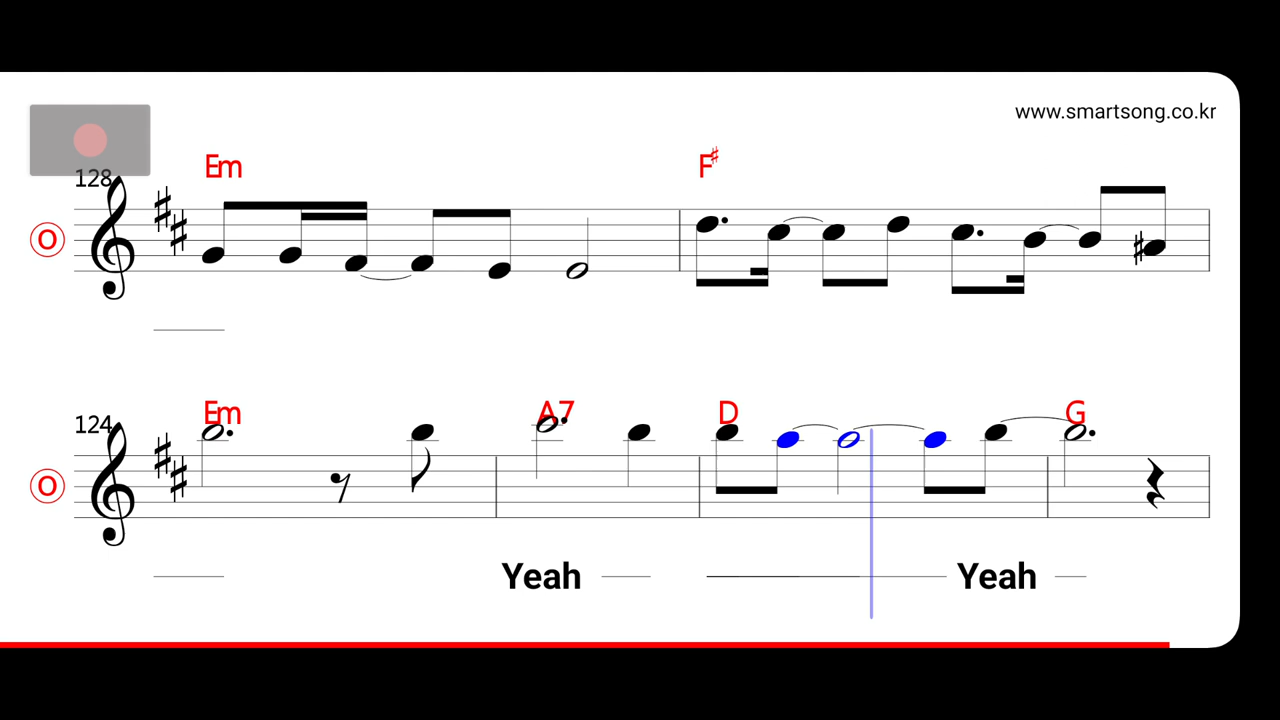 www.smartsong.co.kr
128
Em F♯
O
124
Em A7 D G
O
Yeah Yeah